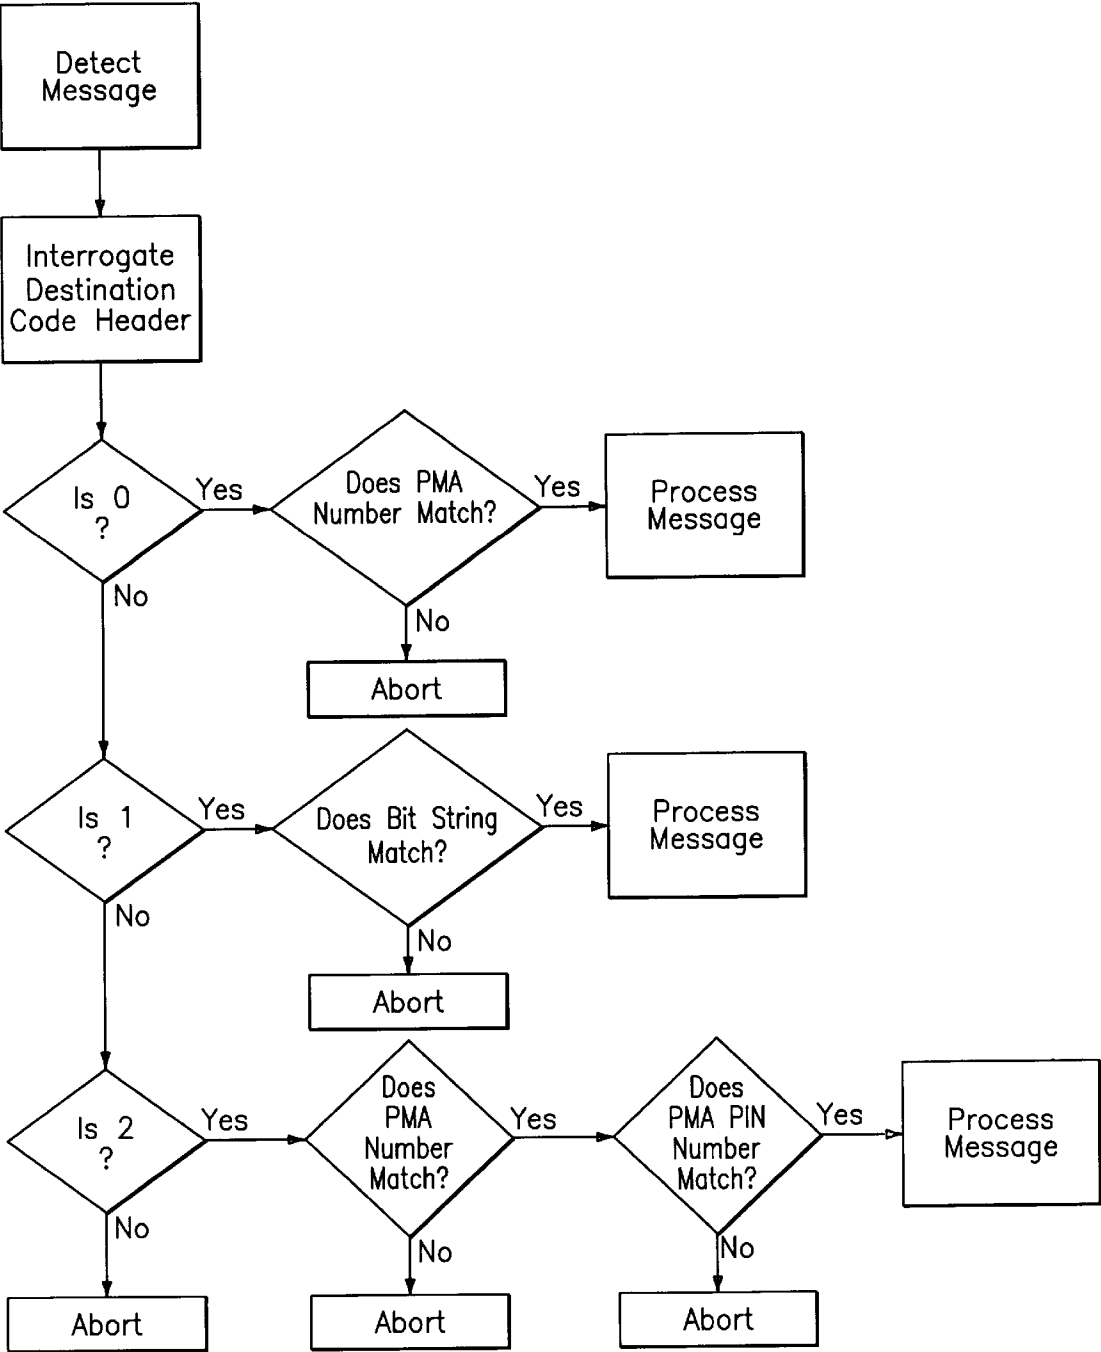 Detect
Message
Interrogate
Destination
Code Header
Is 0
?
Yes
No
Does PMA
Number Match?
Yes
No
Process
Message
Abort
Is 1
?
Yes
No
Does Bit String
Match?
Yes
No
Process
Message
Abort
Is 2
?
Yes
No
Does
PMA
Number
Match?
Yes
No
Does
PMA PIN
Number
Match?
Yes
No
Process
Message
Abort
Abort
Abort